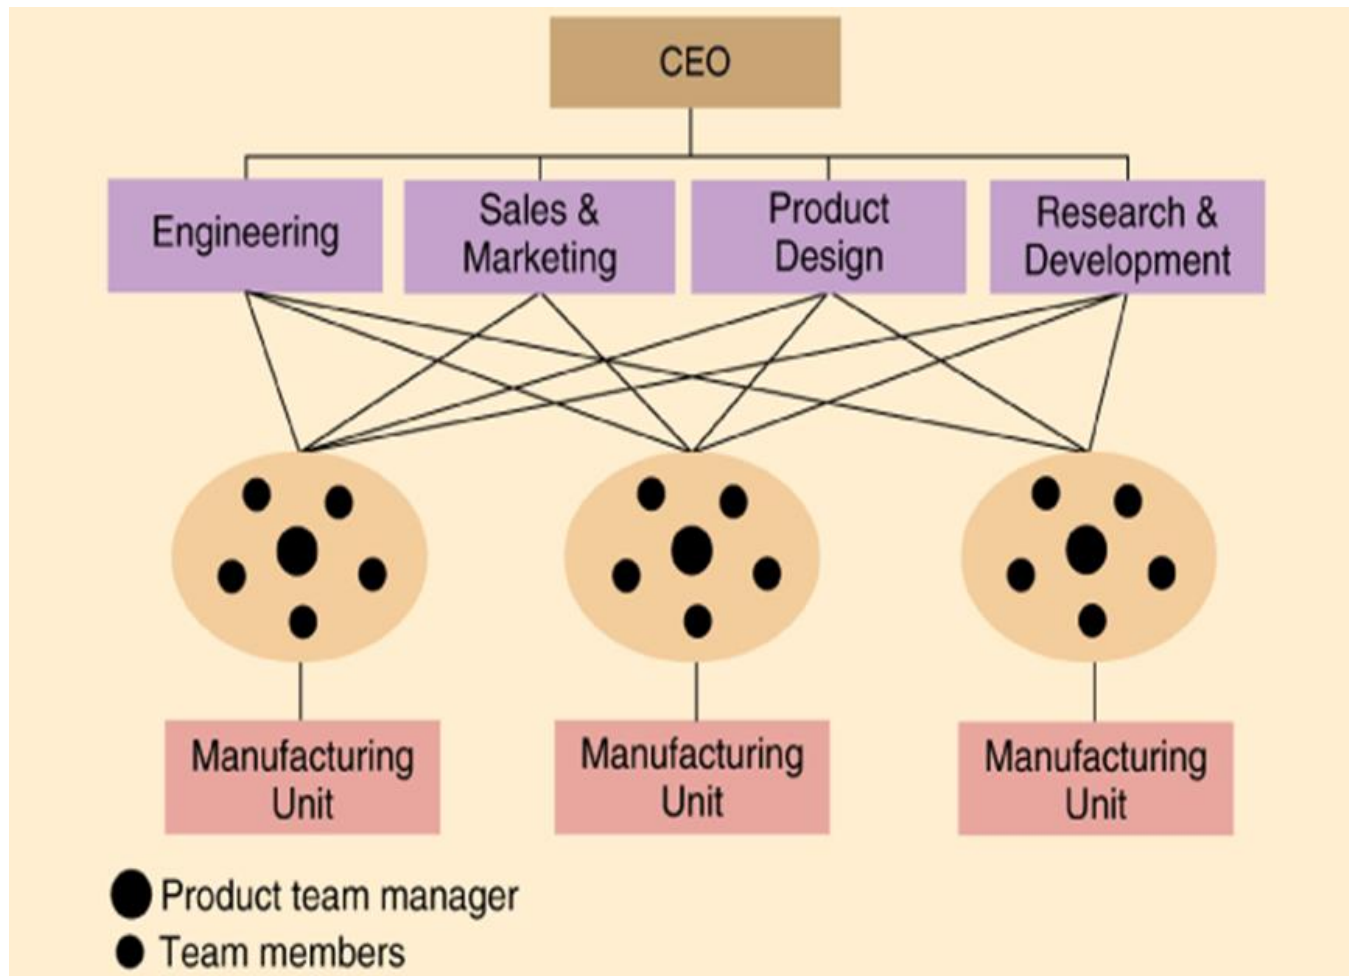 CEO
Engineering
Sales &
Marketing
Product
Design
Research &
Development
Manufacturing
Unit
Manufacturing
Unit
Manufacturing
Unit
Product team manager
Team members